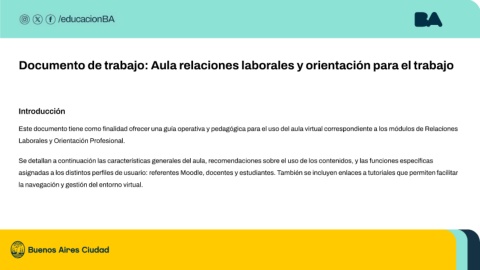 /educacionBA
BA
Documento de trabajo: Aula relaciones laborales y orientación para el trabajo
Introducción
Este documento tiene como finalidad ofrecer una guía operativa y pedagógica para el uso del aula virtual correspondiente a los módulos de Relaciones
Laborales y Orientación Profesional.
Se detallan a continuación las características generales del aula, recomendaciones sobre el uso de los contenidos, y las funciones específicas
asignadas a los distintos perfiles de usuario: referentes Moodle, docentes y estudiantes. También se incluyen enlaces a tutoriales que permiten facilitar
la navegación y gestión del entorno virtual.
Buenos Aires Ciudad